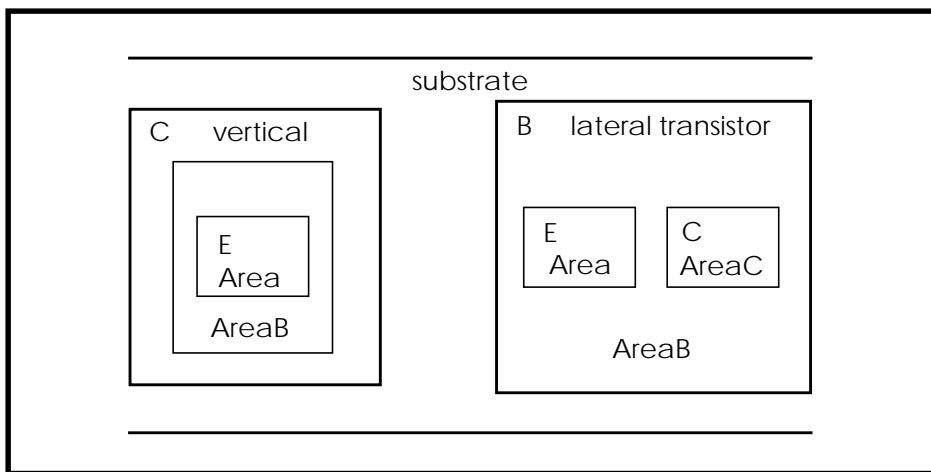 substrate
C vertical
E
Area
AreaB
B lateral transistor
E
Area
C
AreaC
AreaB